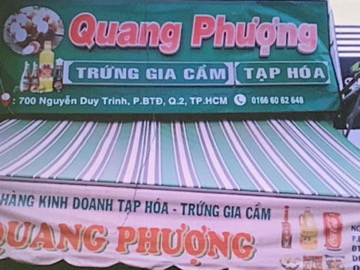 Quang Phượng
TRỨNG GIA CẦM TẠP HÓA
: 700 Nguyễn Duy Trinh, P.BTĐ, Q.2, TP.HCM 0166 60 62 648
HÀNG KINH DOANH TẠP HÓA - TRỨNG GIA CẦM
QUANG PHƯỢNG